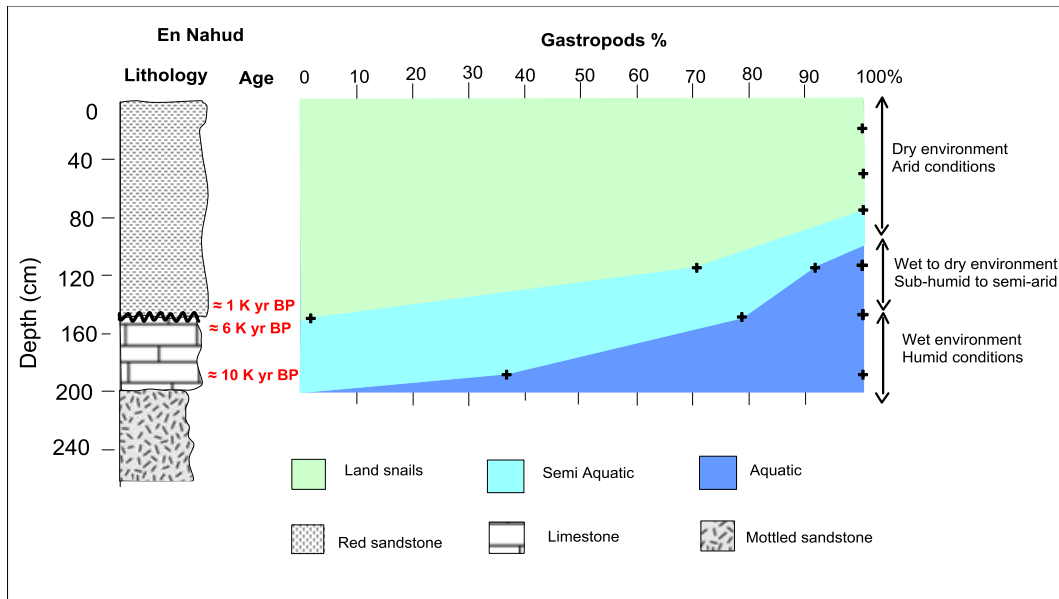 En Nahud
Gastropods %
Lithology
Age
0
10
20
30
40
50
60
70
80
90
100%
0
40
80
120
160
200
240
Depth (cm)
≈ 1 K yr BP
≈ 6 K yr BP
≈ 10 K yr BP
Dry environment
Arid conditions
Wet to dry environment
Sub-humid to semi-arid
Wet environment
Humid conditions
Land snails
Semi Aquatic
Aquatic
Red sandstone
Limestone
Mottled sandstone